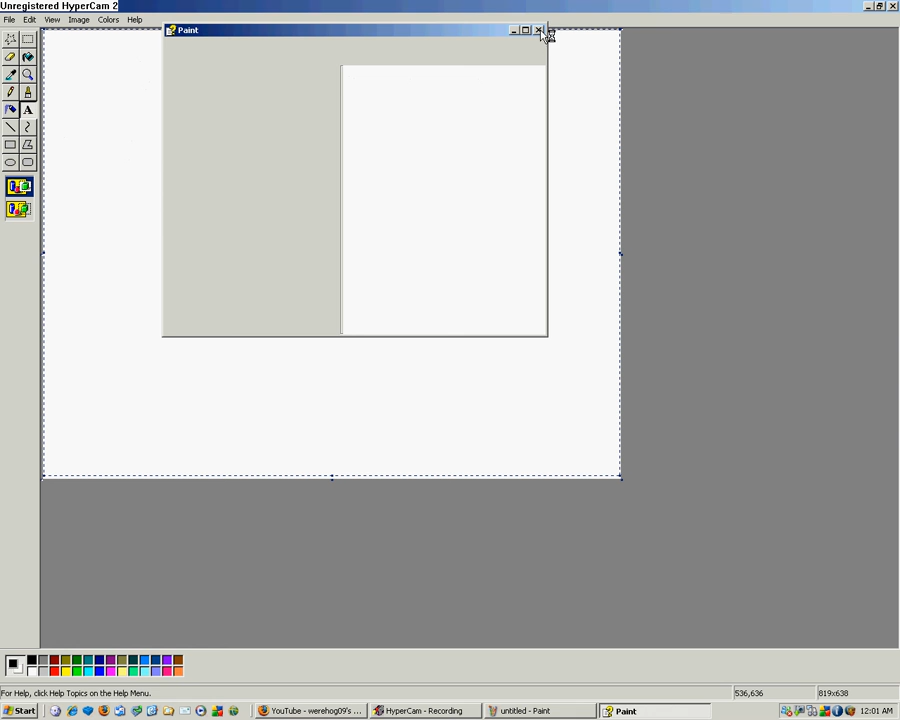 Unregistered HyperCam 2
File Edit View Image Colors Help
Paint
A
For Help, click Help Topics on the Help Menu.
536,636
819x638
Start
YouTube - werehog09's ...
HyperCam - Recording
untitled - Paint
Paint
12:01 AM